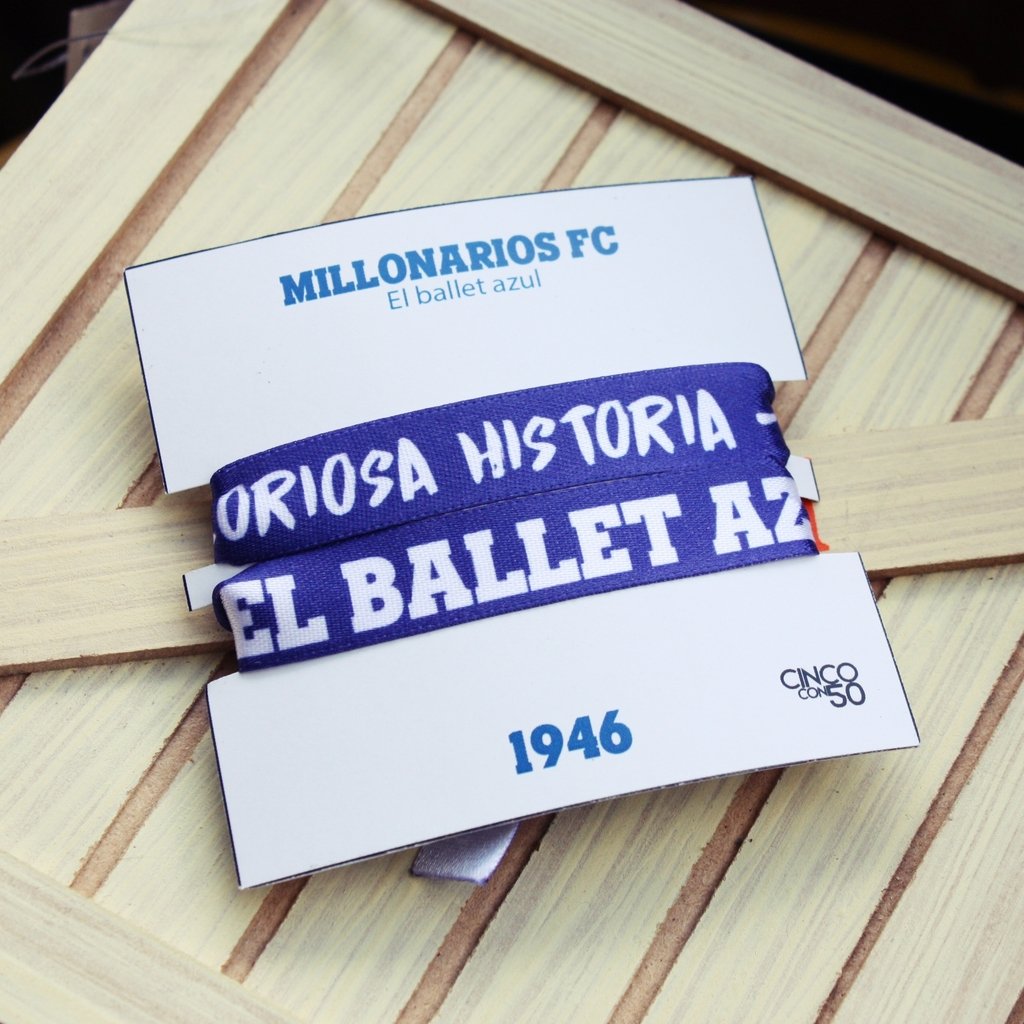 MILLONARIOS FC
El ballet azul
ORIOSA HISTORIA -
EL BALLET AZ
CINCO
CON 50
1946